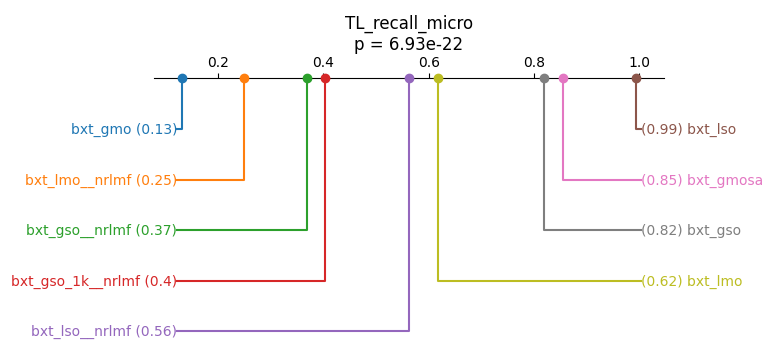 TL_recall_micro
p = 6.93e-22
0.2 0.4 0.6 0.8 1.0
bxt_gmo (0.13) (0.99) bxt_lso
bxt_lmo__nrlmf (0.25) (0.85) bxt_gmosa
bxt_gso__nrlmf (0.37) (0.82) bxt_gso
bxt_gso_1k__nrlmf (0.4) (0.62) bxt_lmo
bxt_lso__nrlmf (0.56)